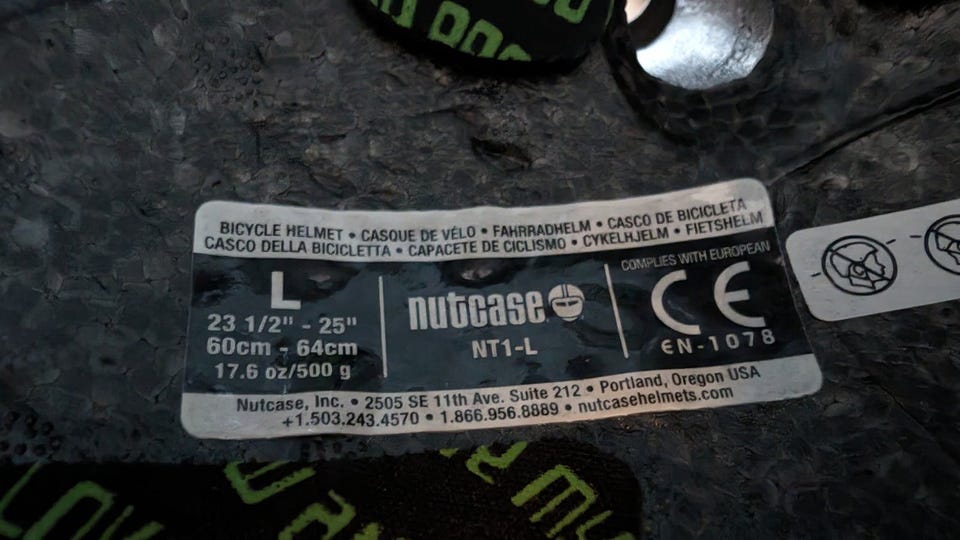 BICYCLE HELMET • CASQUE DE VÉLO • FAHRRADHELM • CASCO DE BICICLETA
CASCO DELLA BICICLETTA • CAPACETE DE CICLISMO • CYKELHJELM • FIETSHELM
L
23 1/2" - 25"
60cm - 64cm
17.6 oz/500 g
nutcase
NT1-L
COMPLIES WITH EUROPEAN
CE
EN-1078
Nutcase, Inc. • 2505 SE 11th Ave. Suite 212 • Portland, Oregon USA
+1.503.243.4570 • 1.866.956.8889 • nutcasehelmets.com